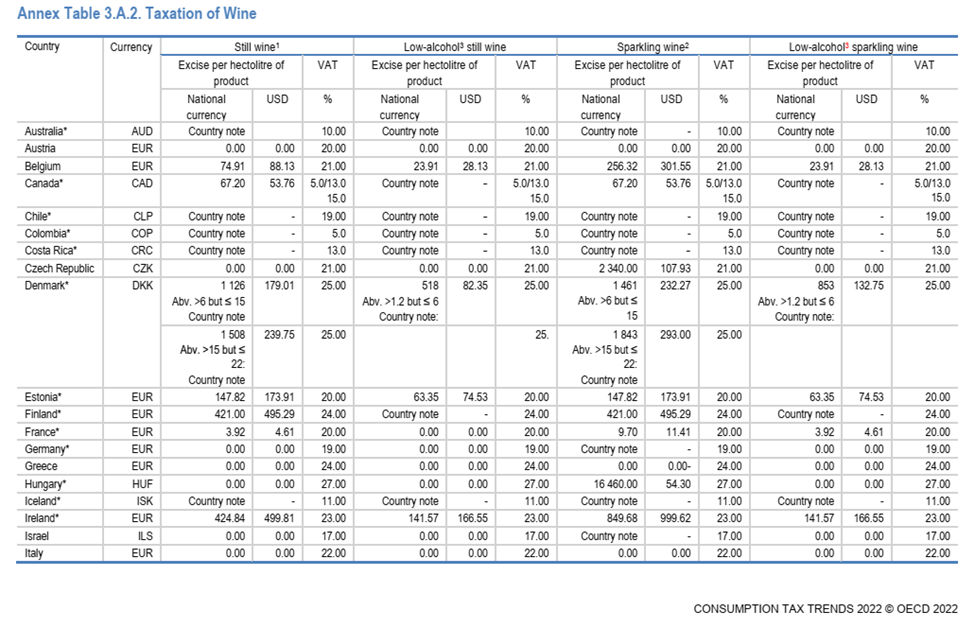 Annex Table 3.A.2. Taxation of Wine
Country Currency Still wine¹ Low-alcohol³ still wine Sparkling wine² Low-alcohol³ sparkling wine
Excise per hectolitre of product VAT Excise per hectolitre of product VAT Excise per hectolitre of product VAT Excise per hectolitre of product VAT
National currency USD % National currency USD % National currency USD % National currency USD %
Australia* AUD Country note 10.00 Country note 10.00 Country note - 10.00 Country note 10.00
Austria EUR 0.00 0.00 20.00 0.00 0.00 20.00 0.00 0.00 20.00 0.00 0.00 20.00
Belgium EUR 74.91 88.13 21.00 23.91 28.13 21.00 256.32 301.55 21.00 23.91 28.13 21.00
Canada* CAD 67.20 53.76 5.0/13.0 Country note - 5.0/13.0 67.20 53.76 5.0/13.0 Country note - 5.0/13.0
15.0 15.0 15.0 15.0
Chile* CLP Country note - 19.00 Country note - 19.00 Country note - 19.00 Country note - 19.00
Colombia* COP Country note - 5.0 Country note - 5.0 Country note - 5.0 Country note - 5.0
Costa Rica* CRC Country note - 13.0 Country note - 13.0 Country note - 13.0 Country note - 13.0
Czech Republic CZK 0.00 0.00 21.00 0.00 0.00 21.00 2 340.00 107.93 21.00 0.00 0.00 21.00
Denmark* DKK 1 126 179.01 25.00 518 82.35 25.00 1 461 232.27 25.00 853 132.75 25.00
Abv. >6 but ≤ 15 Abv. >1.2 but ≤ 6 Abv. >6 but ≤ Abv. >1.2 but ≤ 6
Country note Country note: 15 Country note:
1 508 239.75 25.00 25. 1 843 293.00 25.00
Abv. >15 but ≤ Abv. >15 but ≤
22: 22:
Country note Country note
Estonia* EUR 147.82 173.91 20.00 63.35 74.53 20.00 147.82 173.91 20.00 63.35 74.53 20.00
Finland* EUR 421.00 495.29 24.00 Country note - 24.00 421.00 495.29 24.00 Country note - 24.00
France* EUR 3.92 4.61 20.00 0.00 0.00 20.00 9.70 11.41 20.00 3.92 4.61 20.00
Germany* EUR 0.00 0.00 19.00 0.00 0.00 19.00 Country note - 19.00 0.00 0.00 19.00
Greece EUR 0.00 0.00 24.00 0.00 0.00 24.00 0.00 0.00- 24.00 0.00 0.00 24.00
Hungary* HUF 0.00 0.00 27.00 0.00 0.00 27.00 16 460.00 54.30 27.00 0.00 0.00 27.00
Iceland* ISK Country note - 11.00 Country note - 11.00 Country note - 11.00 Country note - 11.00
Ireland* EUR 424.84 499.81 23.00 141.57 166.55 23.00 849.68 999.62 23.00 141.57 166.55 23.00
Israel ILS 0.00 0.00 17.00 0.00 0.00 17.00 Country note - 17.00 0.00 0.00 17.00
Italy EUR 0.00 0.00 22.00 0.00 0.00 22.00 0.00 0.00 22.00 0.00 0.00 22.00
CONSUMPTION TAX TRENDS 2022 © OECD 2022